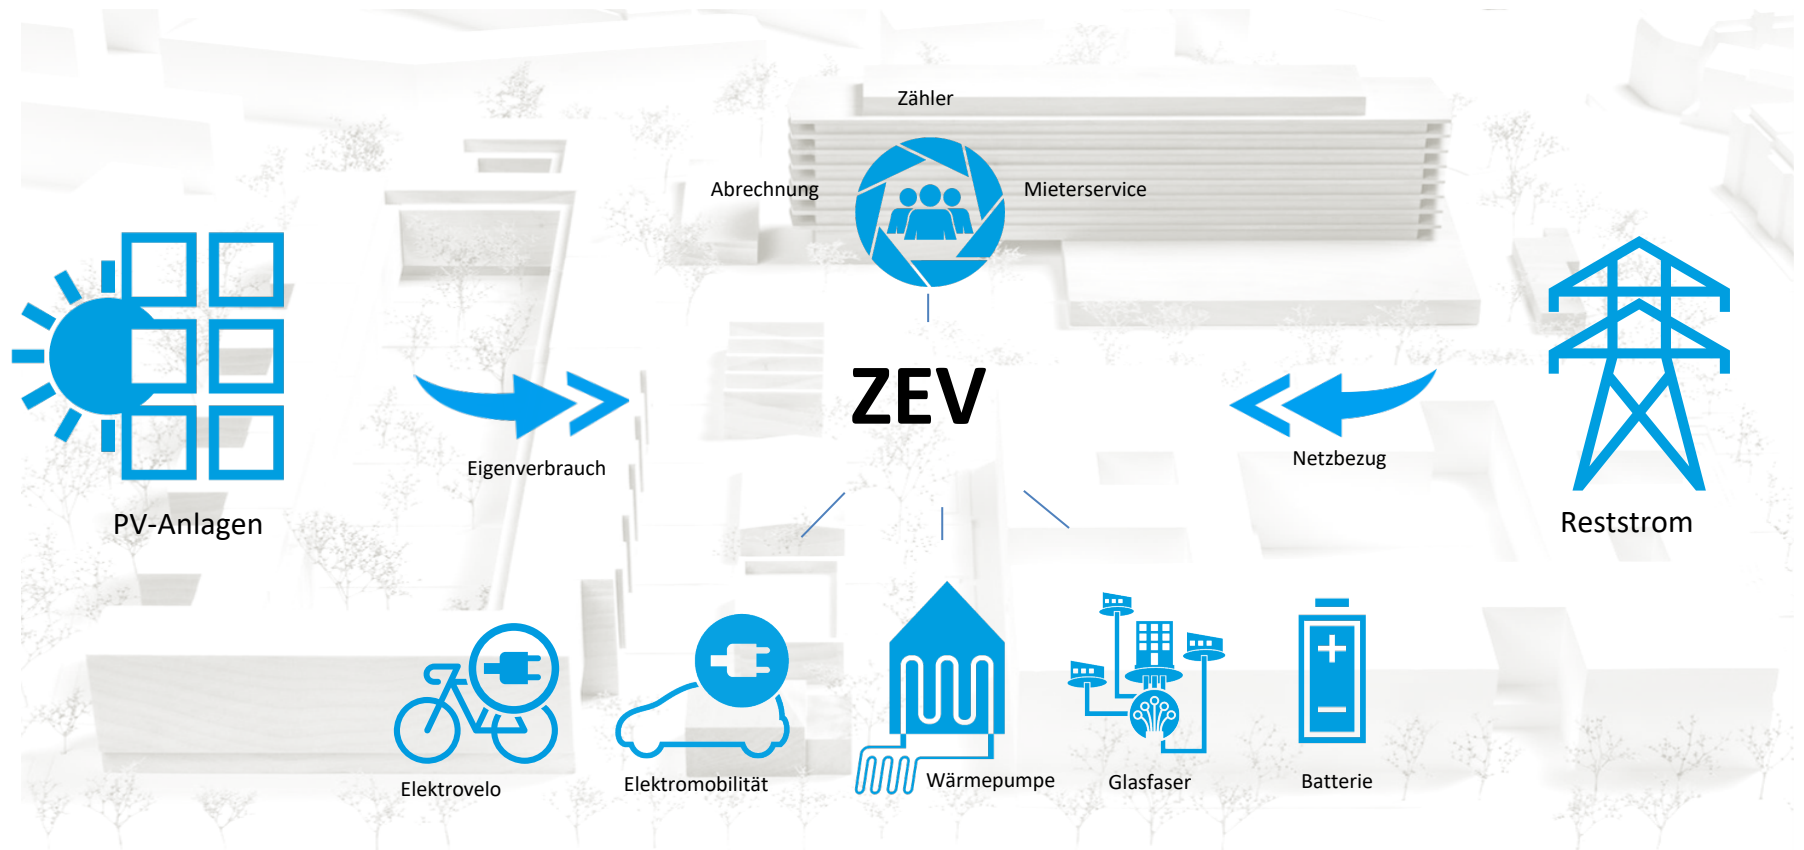 Zähler
Abrechnung
Mieterservice
ZEV
Eigenverbrauch
Netzbezug
PV-Anlagen
Reststrom
Elektrovelo
Elektromobilität
Wärmepumpe
Glasfaser
Batterie